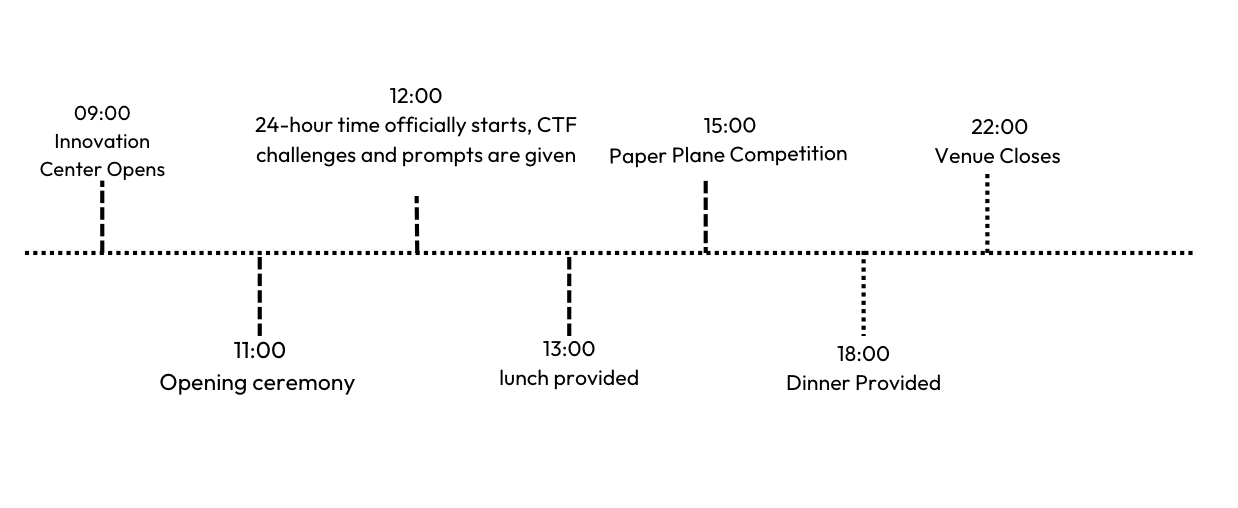 09:00
Innovation
Center Opens
11:00
Opening ceremony
12:00
24-hour time officially starts, CTF
challenges and prompts are given
13:00
lunch provided
15:00
Paper Plane Competition
18:00
Dinner Provided
22:00
Venue Closes